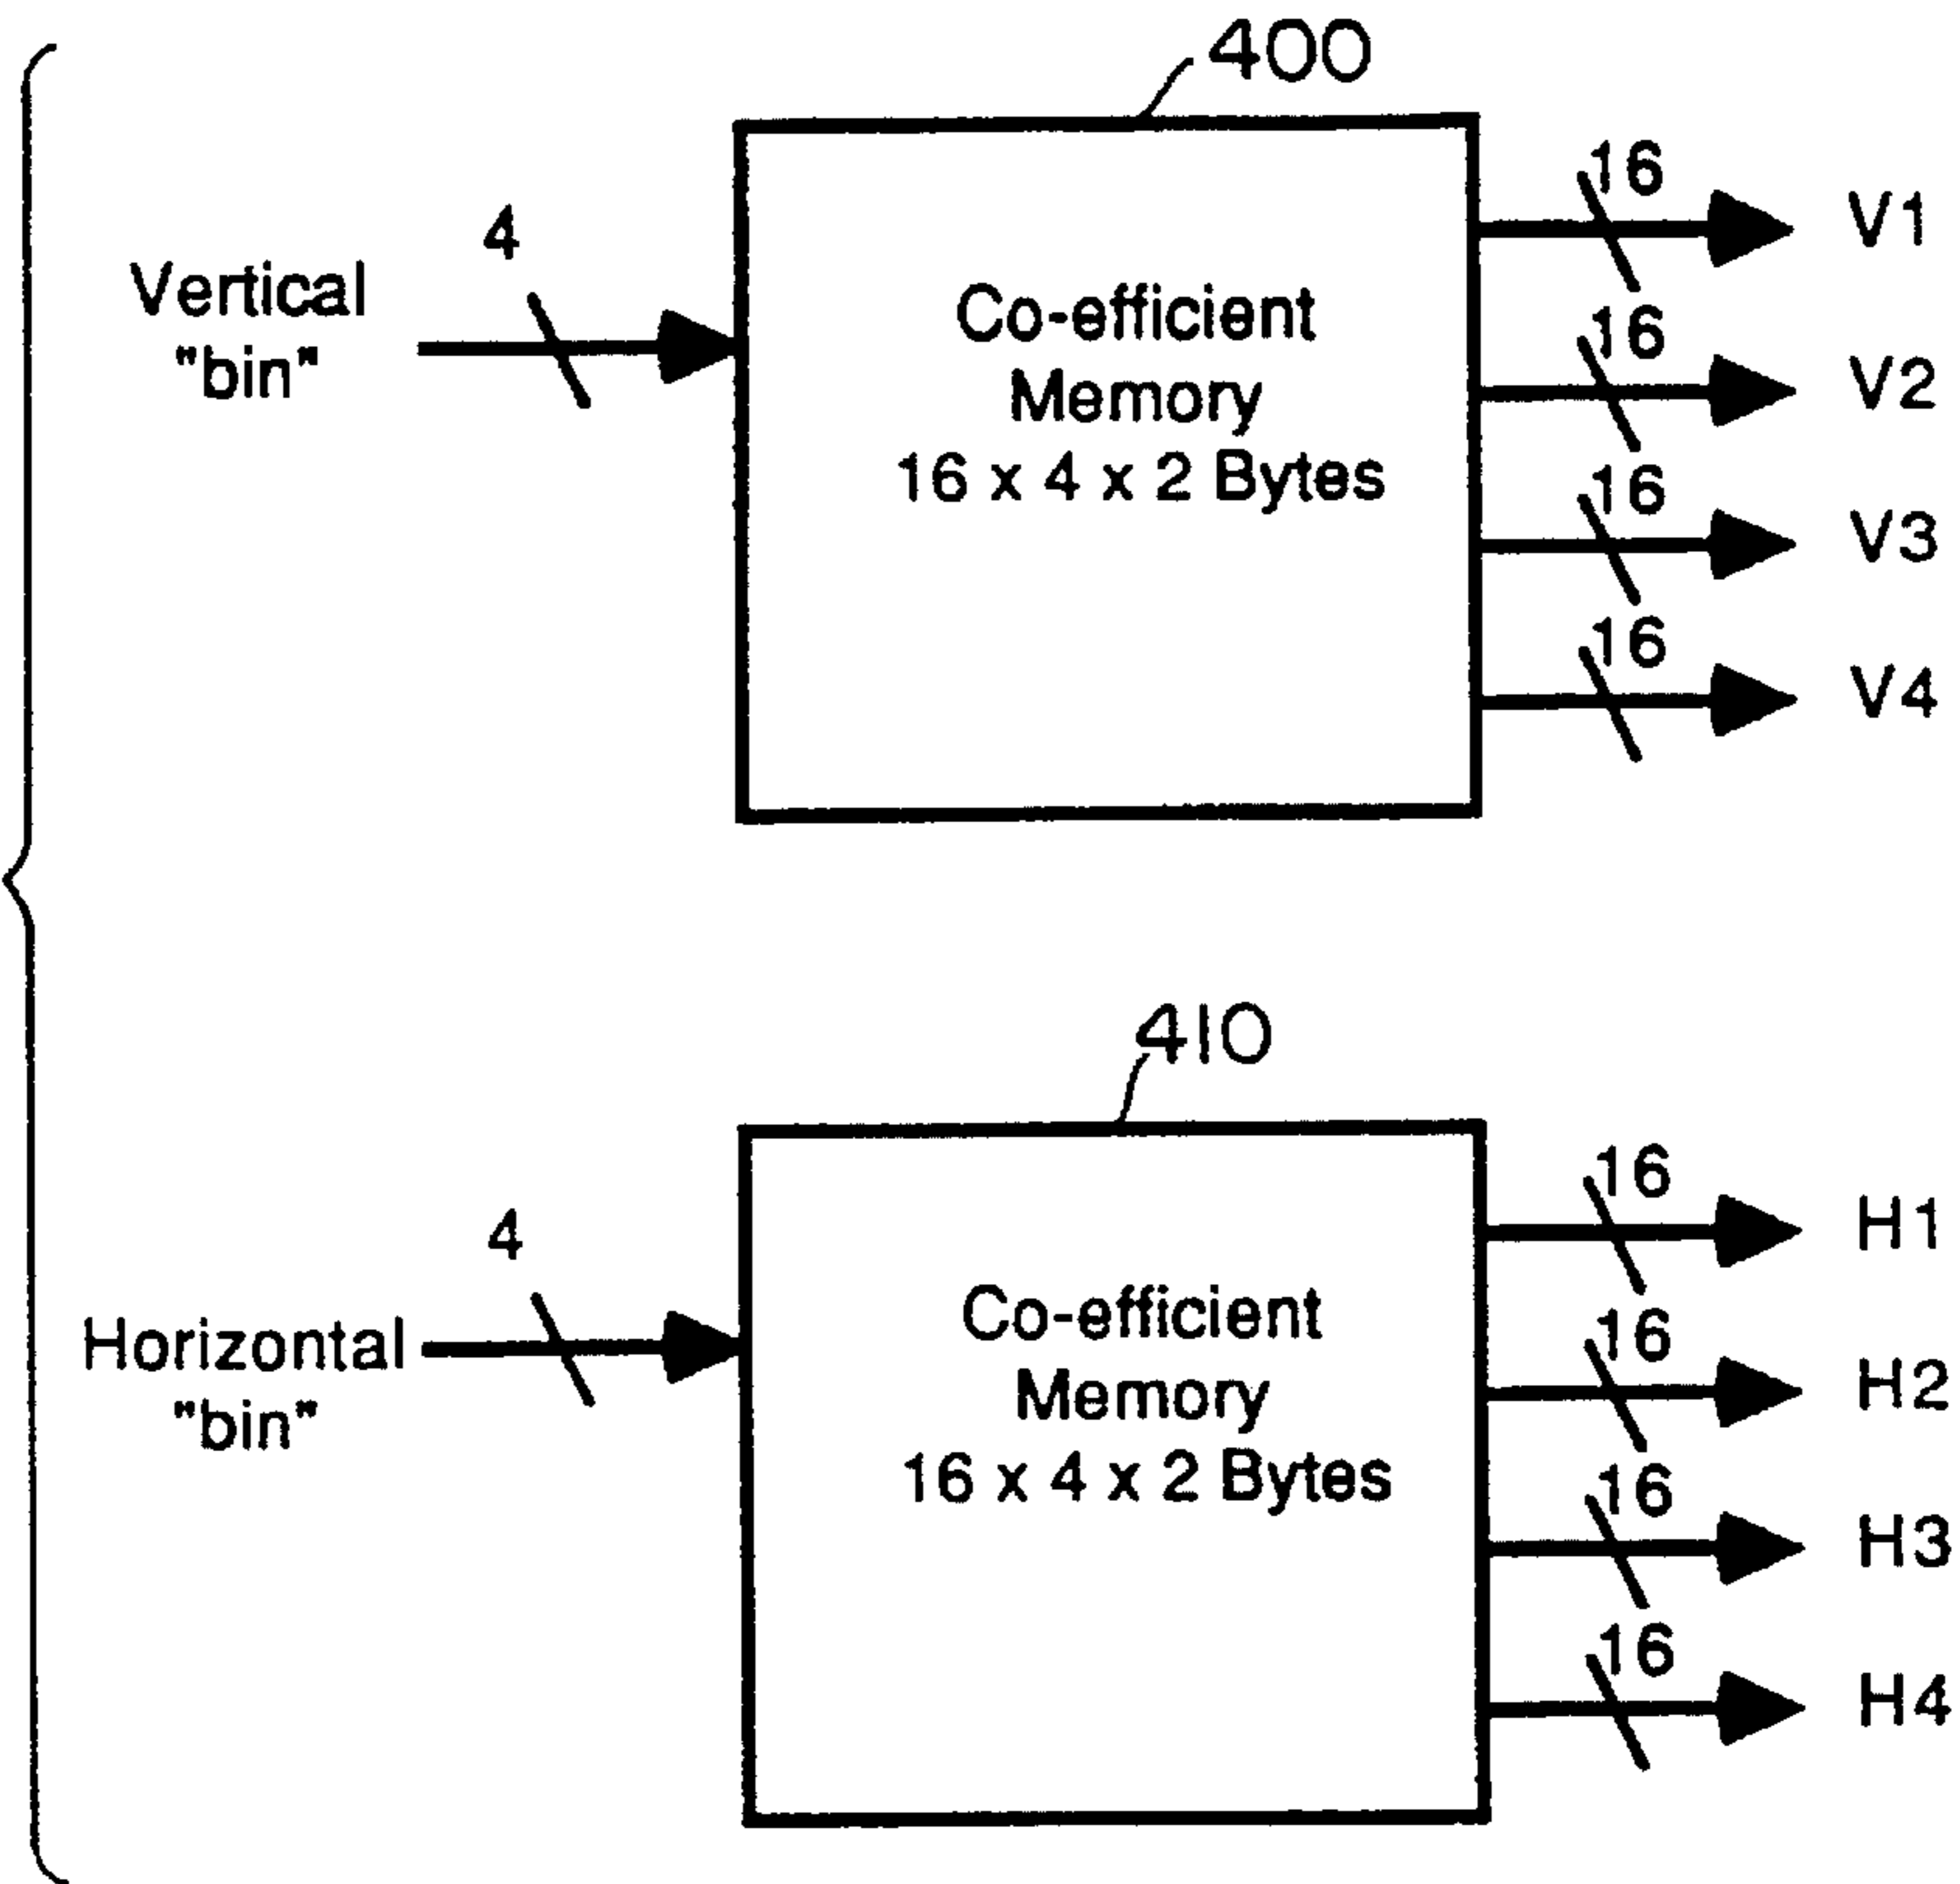 400
4
Vertical
"bin"
Co-efficient
Memory
16 x 4 x 2 Bytes
16
V1
16
V2
16
V3
16
V4
410
4
Horizontal
"bin"
Co-efficient
Memory
16 x 4 x 2 Bytes
16
H1
16
H2
16
H3
16
H4